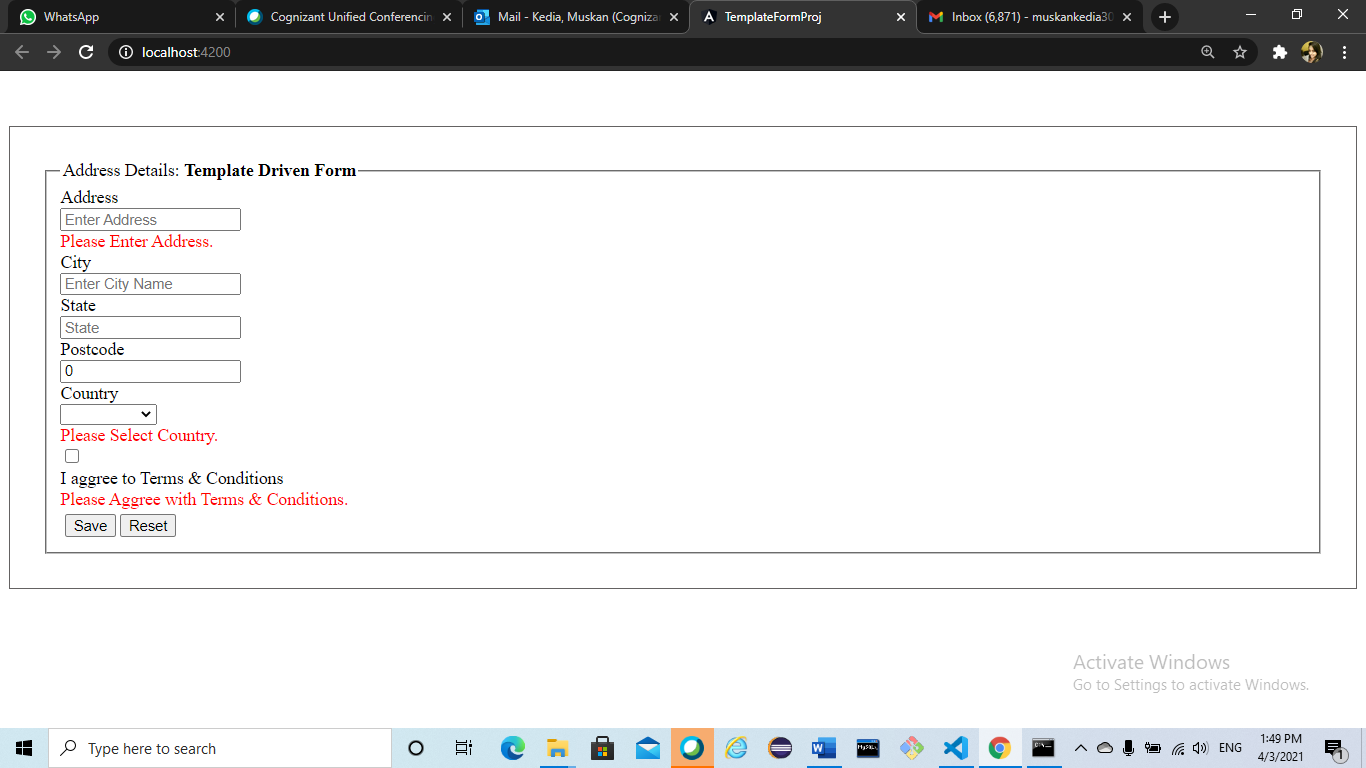 WhatsApp
Cognizant Unified Conferencin
Mail - Kedia, Muskan (Cogniza
TemplateFormProj
Inbox (6,871) - muskankedia30
localhost:4200
Address Details: Template Driven Form
Address
Enter Address
Please Enter Address.
City
Enter City Name
State
State
Postcode
0
Country
Please Select Country.
I aggree to Terms & Conditions
Please Aggree with Terms & Conditions.
Save Reset
Activate Windows
Go to Settings to activate Windows.
Type here to search
ENG
1:49 PM
4/3/2021
1